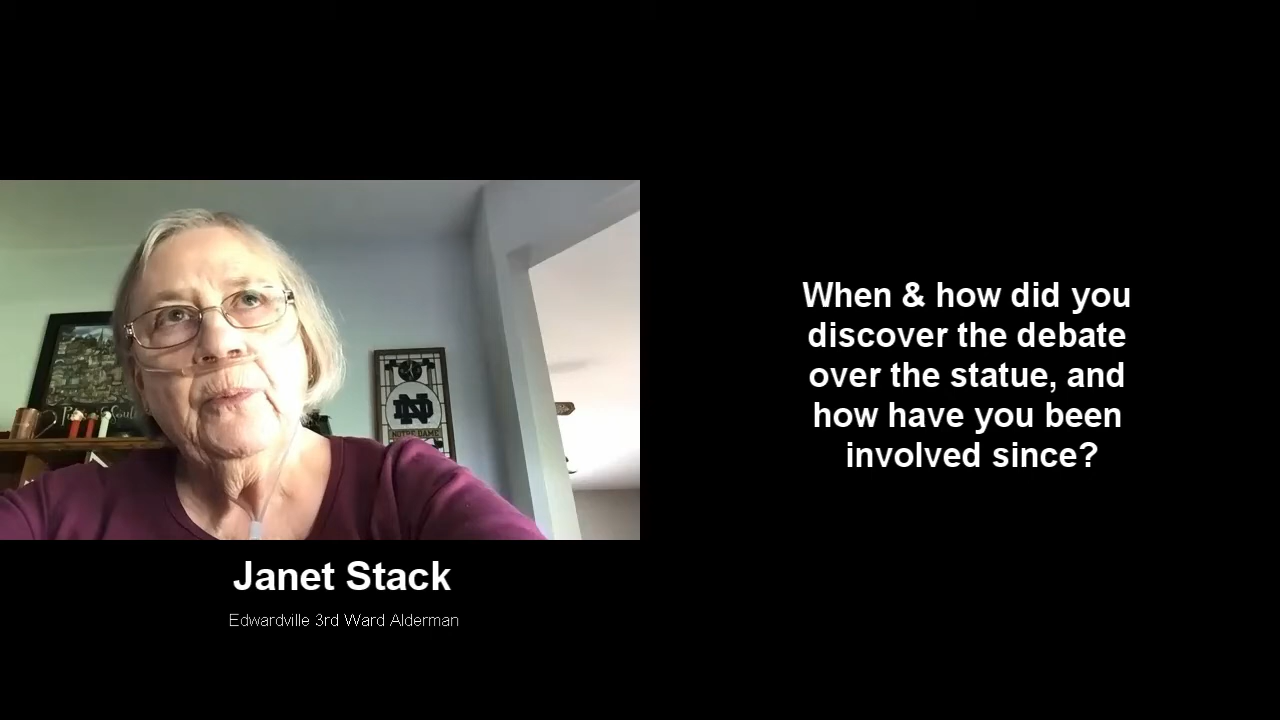 When & how did you
discover the debate
over the statue, and
how have you been
involved since?
ND
NOTRE DAME
Janet Stack
Edwardville 3rd Ward Alderman